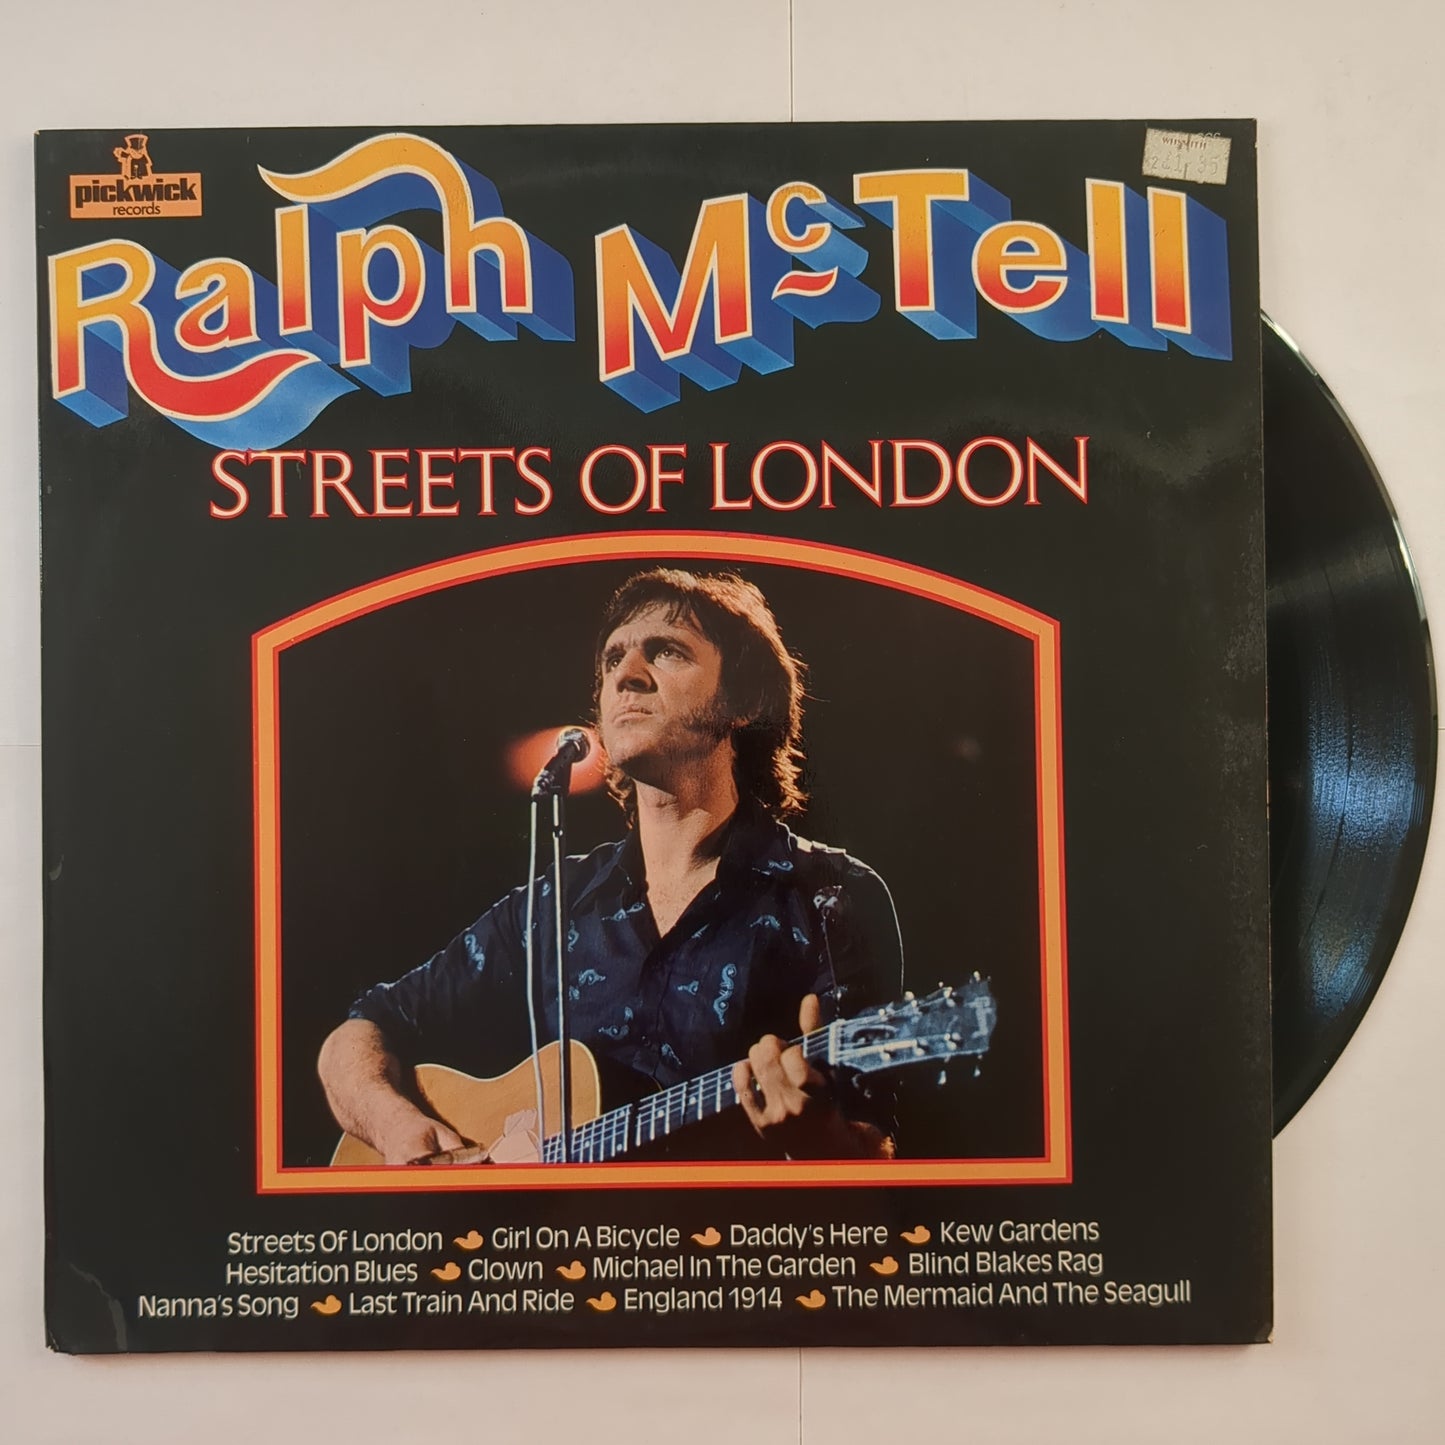 pickwick
records
WHSMITH
Ralph McTell
STREETS OF LONDON
Streets Of London Girl On A Bicycle Daddy's Here Kew Gardens
Hesitation Blues Clown Michael In The Garden Blind Blakes Rag
Nanna's Song Last Train And Ride England 1914 The Mermaid And The Seagull